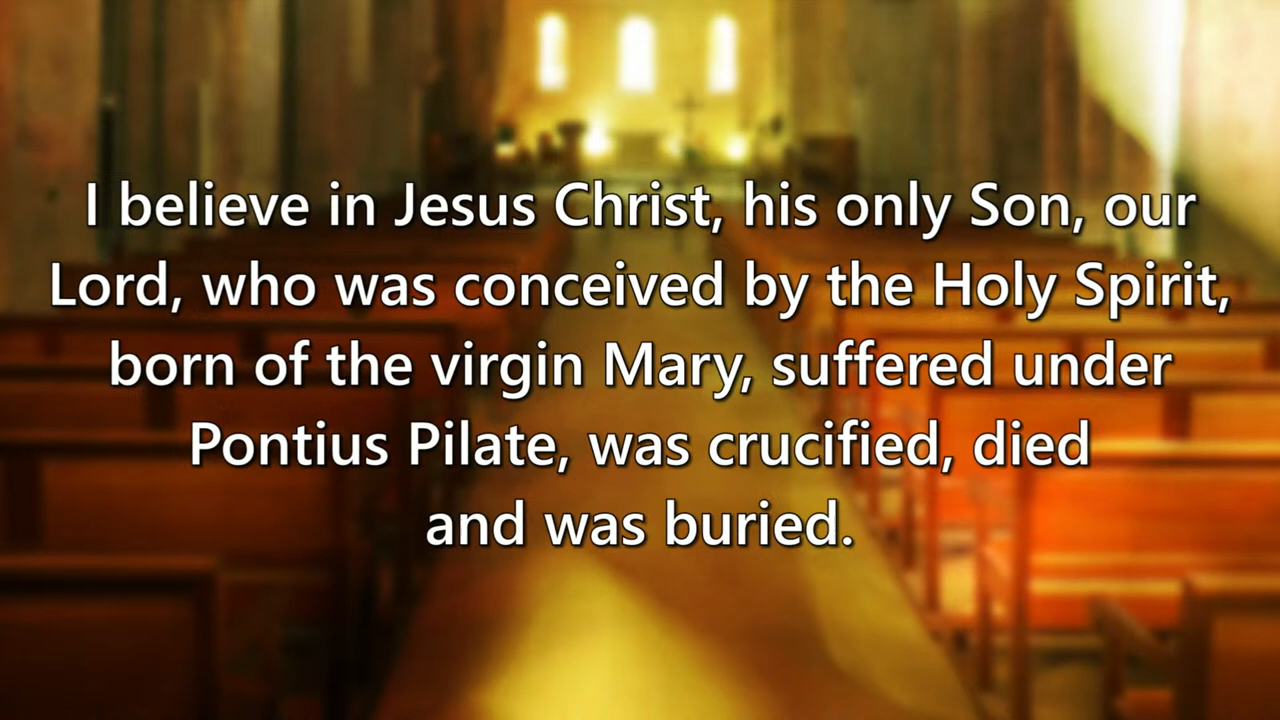 I believe in Jesus Christ, his only Son, our
Lord, who was conceived by the Holy Spirit,
born of the virgin Mary, suffered under
Pontius Pilate, was crucified, died
and was buried.